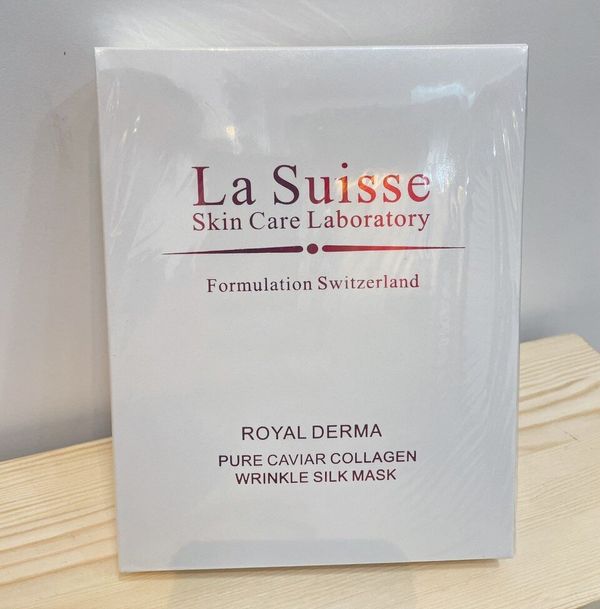 La Suisse
Skin Care Laboratory
Formulation Switzerland
ROYAL DERMA
PURE CAVIAR COLLAGEN
WRINKLE SILK MASK